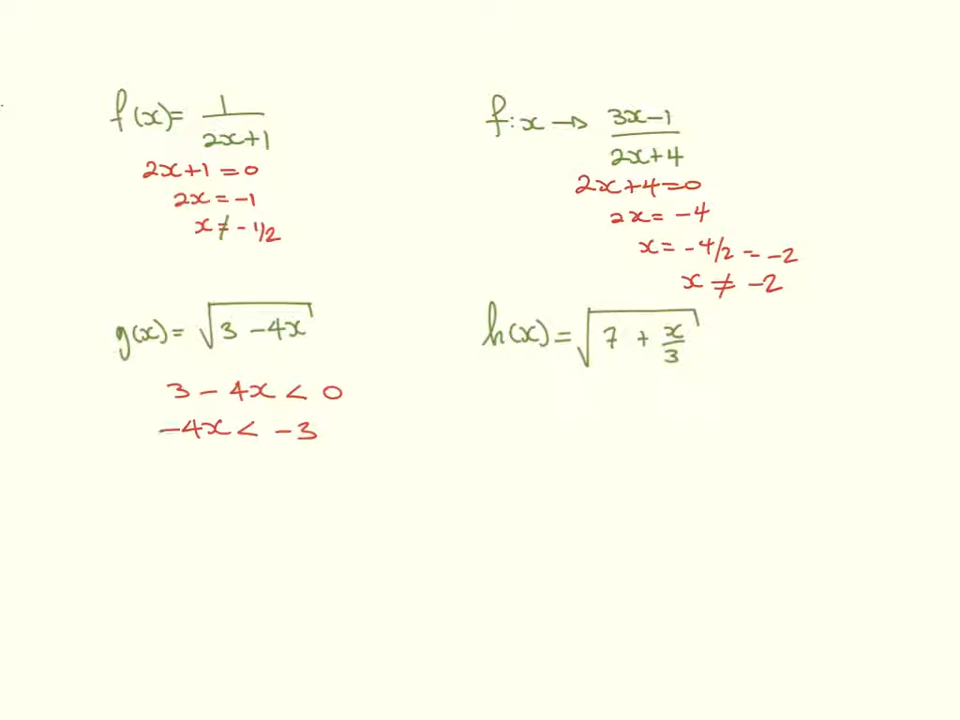 f(x)= 1/(2x+1)
2x+1=0
2x=-1
x≠-1/2
f:x→ (3x-1)/(2x+4)
2x+4=0
2x=-4
x=-4/2=-2
x≠-2
g(x)=√(3-4x)
3-4x<0
-4x<-3
h(x)=√(7+x/3)